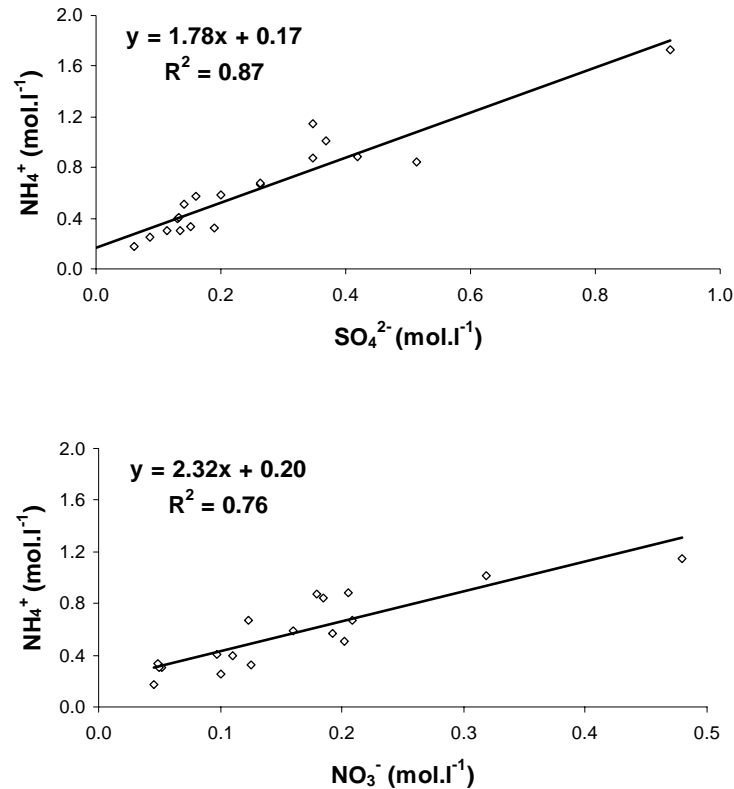 y = 1.78x + 0.17
R² = 0.87
2.0
1.6
1.2
0.8
0.4
0.0
NH₄⁺ (mol.l⁻¹)
0.0 0.2 0.4 0.6 0.8 1.0
SO₄²⁻ (mol.l⁻¹)
y = 2.32x + 0.20
R² = 0.76
2.0
1.6
1.2
0.8
0.4
0.0
NH₄⁺ (mol.l⁻¹)
0.0 0.1 0.2 0.3 0.4 0.5
NO₃⁻ (mol.l⁻¹)